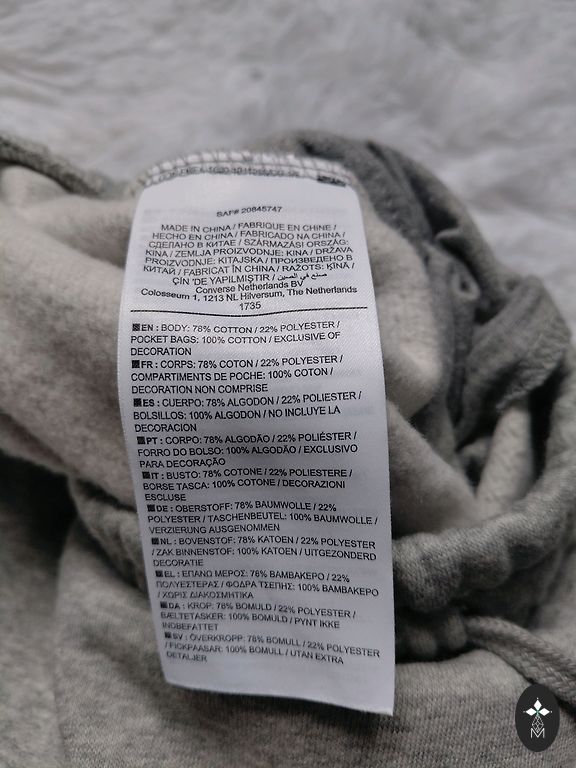 SAF# 20845747
MADE IN CHINA / FABRIQUE EN CHINE /
HECHO EN CHINA / FABRICADO NA CHINA /
СДЕЛАНО В КИТАЕ / SZÁRMAZÁSI ORSZÁG:
KÍNA / ZEMLJA PROIZVODNJE: KINA / DRŽAVA
PROIZVODNJE: KITAJSKA / ПРОИЗВЕДЕНО В
КИТАЙ / FABRICAT ÎN CHINA / RAŽOTS: ĶĪNĀ /
ÇİN 'DE YAPILMIŞTIR / صنع في الصين
Converse Netherlands BV
Colosseum 1, 1213 NL Hilversum, The Netherlands
1735
EN : BODY: 78% COTTON / 22% POLYESTER /
POCKET BAGS: 100% COTTON / EXCLUSIVE OF
DECORATION
FR : CORPS: 78% COTON / 22% POLYESTER /
COMPARTIMENTS DE POCHE: 100% COTON /
DECORATION NON COMPRISE
ES : CUERPO: 78% ALGODON / 22% POLIESTER /
BOLSILLOS: 100% ALGODON / NO INCLUYE LA
DECORACION
PT : CORPO: 78% ALGODÃO / 22% POLIÉSTER /
FORRO DO BOLSO: 100% ALGODÃO / EXCLUSIVO
PARA DECORAÇÃO
IT : BUSTO: 78% COTONE / 22% POLIESTERE /
BORSE TASCA: 100% COTONE / DECORAZIONI
ESCLUSE
DE : OBERSTOFF: 78% BAUMWOLLE / 22%
POLYESTER / TASCHENBEUTEL: 100% BAUMWOLLE /
VERZIERUNG AUSGENOMMEN
NL : BOVENSTOF: 78% KATOEN / 22% POLYESTER
/ ZAK BINNENSTOF: 100% KATOEN / UITGEZONDERD
DECORATIE
EL : ΕΠΑΝΩ ΜΕΡΟΣ: 78% ΒΑΜΒΑΚΕΡΟ / 22%
ΠΟΛΥΕΣΤΕΡΑΣ / ΦΟΔΡΑ ΤΣΕΠΗΣ: 100% ΒΑΜΒΑΚΕΡΟ
/ ΧΩΡΙΣ ΔΙΑΚΟΣΜΗΤΙΚΑ
DA : KROP: 78% BOMULD / 22% POLYESTER /
BÆLTETASKER: 100% BOMULD / PYNT IKKE
INDBEFATTET
SV : ÖVERKROPP: 78% BOMULL / 22% POLYESTER
/ FICKPAASAR: 100% BOMULL / UTAN EXTRA
DETALJER
M